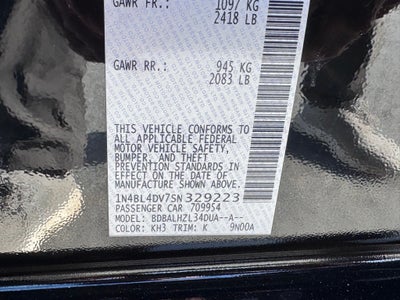 GAWR FR: 1097 KG
2418 LB
GAWR RR: 945 KG
2083 LB
THIS VEHICLE CONFORMS TO
ALL APPLICABLE FEDERAL
MOTOR VEHICLE SAFETY,
BUMPER, AND THEFT
PREVENTION STANDARDS
IN EFFECT ON THE DATE OF
MANUFACTURE SHOWN ABOVE.
1N4BL4DV7SN329223
PASSENGER CAR 709954
MODEL: BDBALHZL34DUA--A--
COLOR: KH3 TRIM: K 9N00A